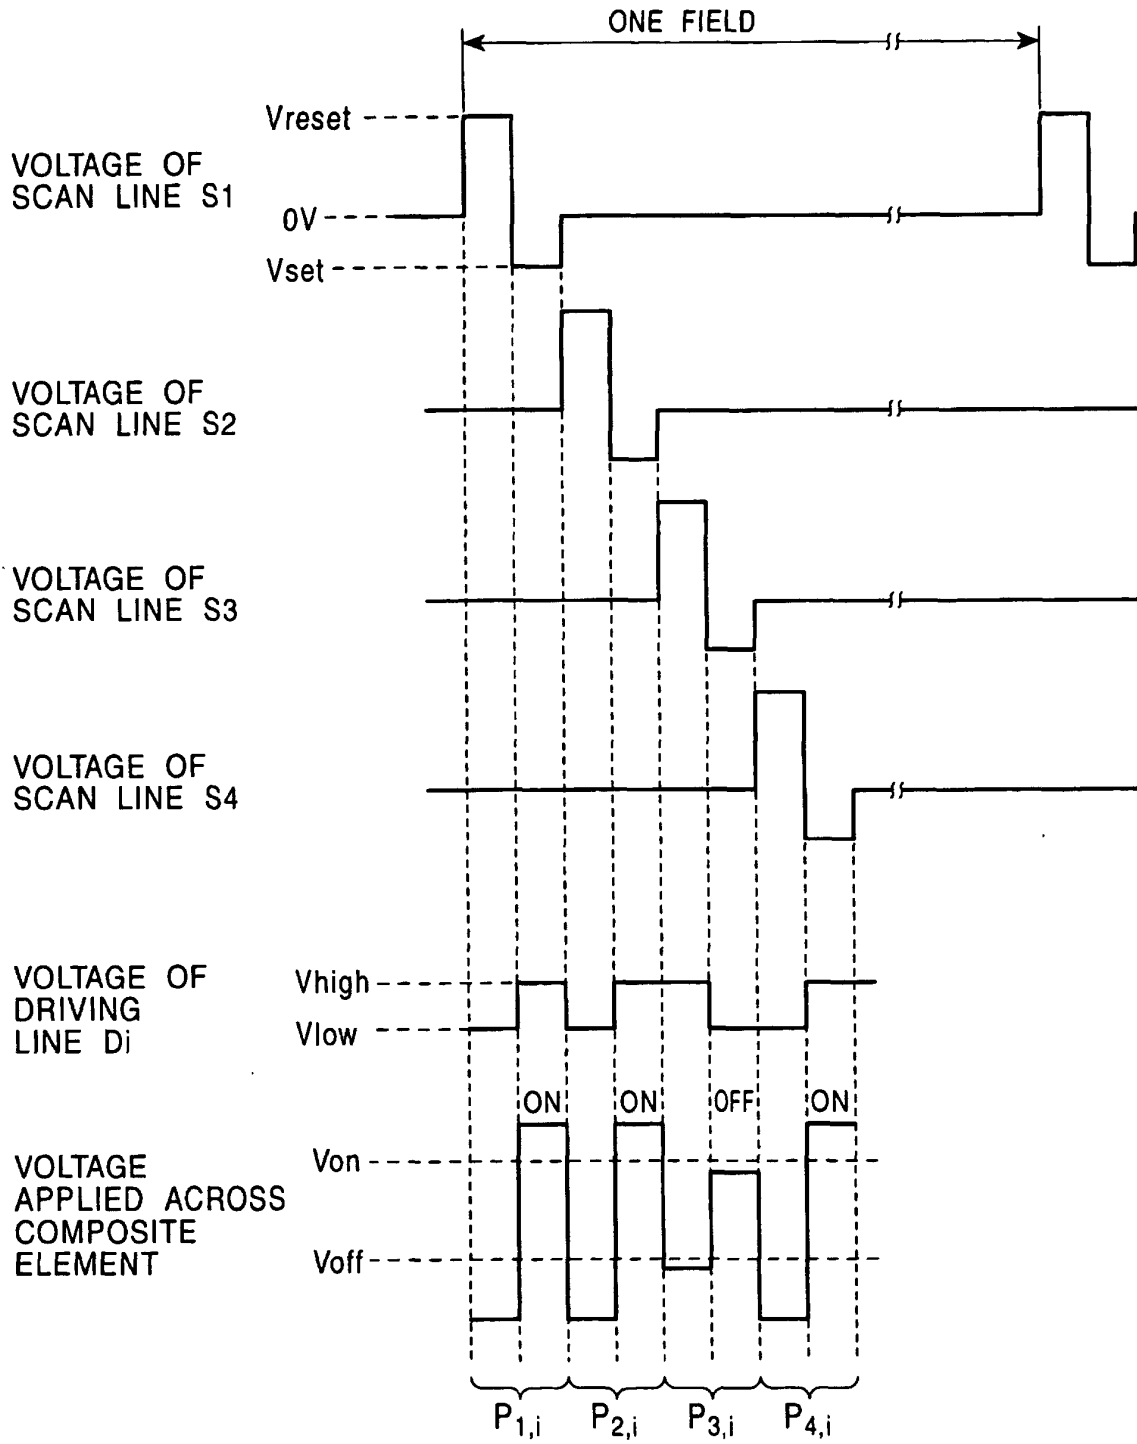 ONE FIELD
Vreset
VOLTAGE OF
SCAN LINE S1
0V
Vset
VOLTAGE OF
SCAN LINE S2
VOLTAGE OF
SCAN LINE S3
VOLTAGE OF
SCAN LINE S4
VOLTAGE OF
DRIVING
LINE Di
Vhigh
Vlow
ON ON OFF ON
VOLTAGE
APPLIED ACROSS
COMPOSITE
ELEMENT
Von
Voff
P1,i P2,i P3,i P4,i